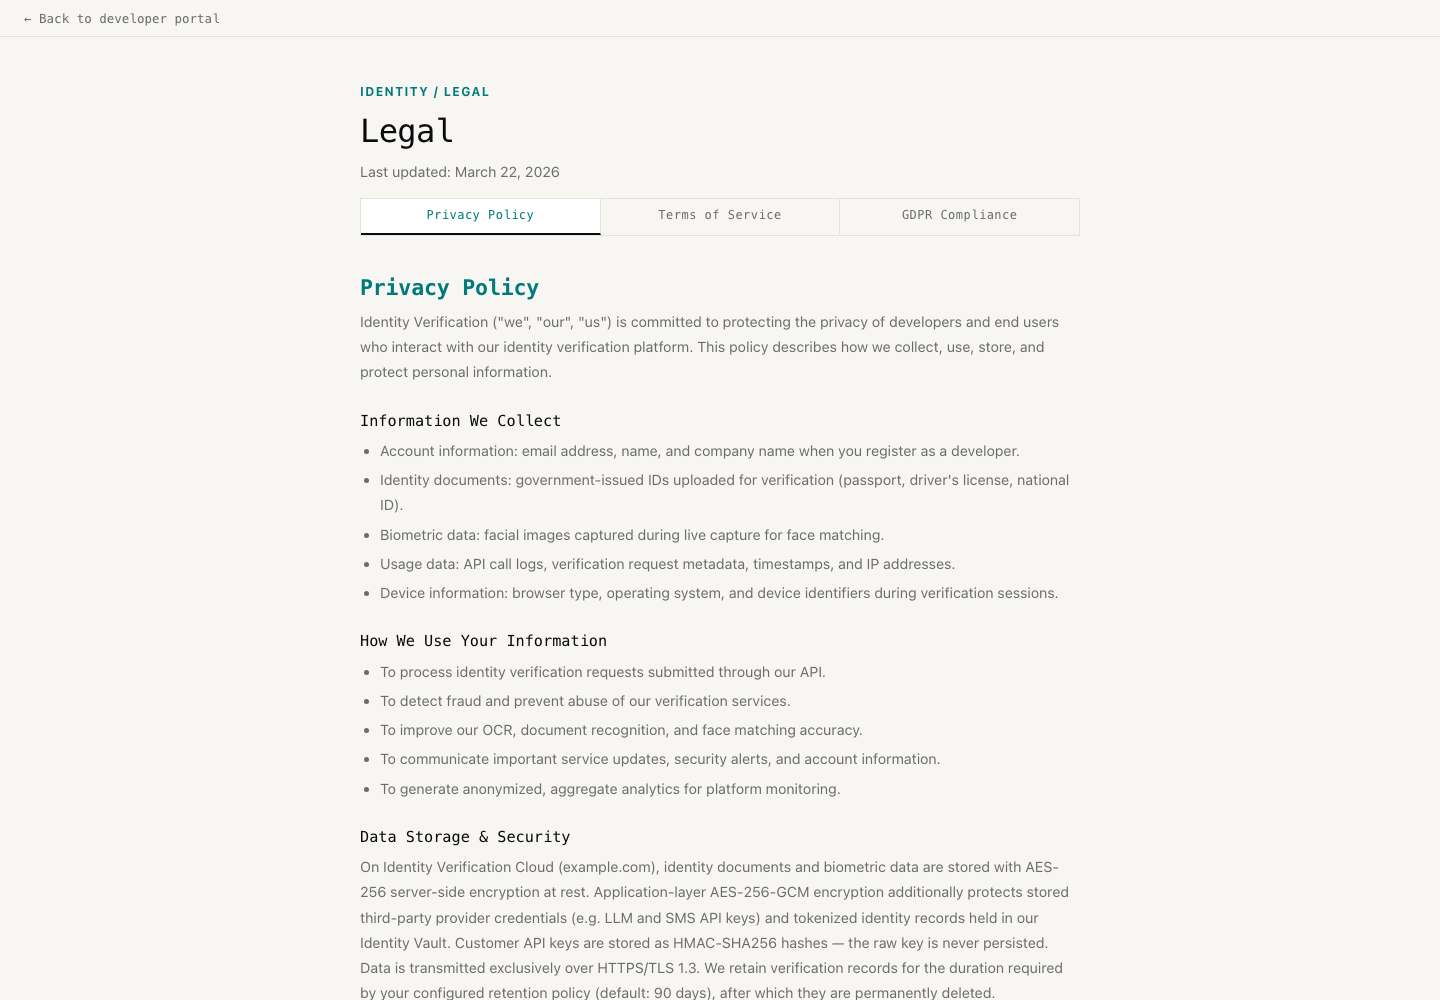 ← Back to developer portal
IDENTITY / LEGAL
Legal
Last updated: March 22, 2026
Privacy Policy
Terms of Service
GDPR Compliance
Privacy Policy
Identity Verification ("we", "our", "us") is committed to protecting the privacy of developers and end users
who interact with our identity verification platform. This policy describes how we collect, use, store, and
protect personal information.
Information We Collect
• Account information: email address, name, and company name when you register as a developer.
• Identity documents: government-issued IDs uploaded for verification (passport, driver's license, national
ID).
• Biometric data: facial images captured during live capture for face matching.
• Usage data: API call logs, verification request metadata, timestamps, and IP addresses.
• Device information: browser type, operating system, and device identifiers during verification sessions.
How We Use Your Information
• To process identity verification requests submitted through our API.
• To detect fraud and prevent abuse of our verification services.
• To improve our OCR, document recognition, and face matching accuracy.
• To communicate important service updates, security alerts, and account information.
• To generate anonymized, aggregate analytics for platform monitoring.
Data Storage & Security
On Identity Verification Cloud (example.com), identity documents and biometric data are stored with AES-
256 server-side encryption at rest. Application-layer AES-256-GCM encryption additionally protects stored
third-party provider credentials (e.g. LLM and SMS API keys) and tokenized identity records held in our
Identity Vault. Customer API keys are stored as HMAC-SHA256 hashes — the raw key is never persisted.
Data is transmitted exclusively over HTTPS/TLS 1.3. We retain verification records for the duration required
by your configured retention policy (default: 90 days), after which they are permanently deleted.